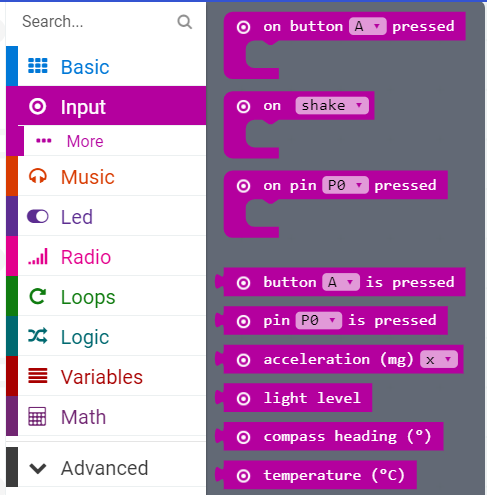 Search...
Basic
Input
More
Music
Led
Radio
Loops
Logic
Variables
Math
Advanced
on button A pressed
on shake
on pin P0 pressed
button A is pressed
pin P0 is pressed
acceleration (mg) x
light level
compass heading (°)
temperature (°C)